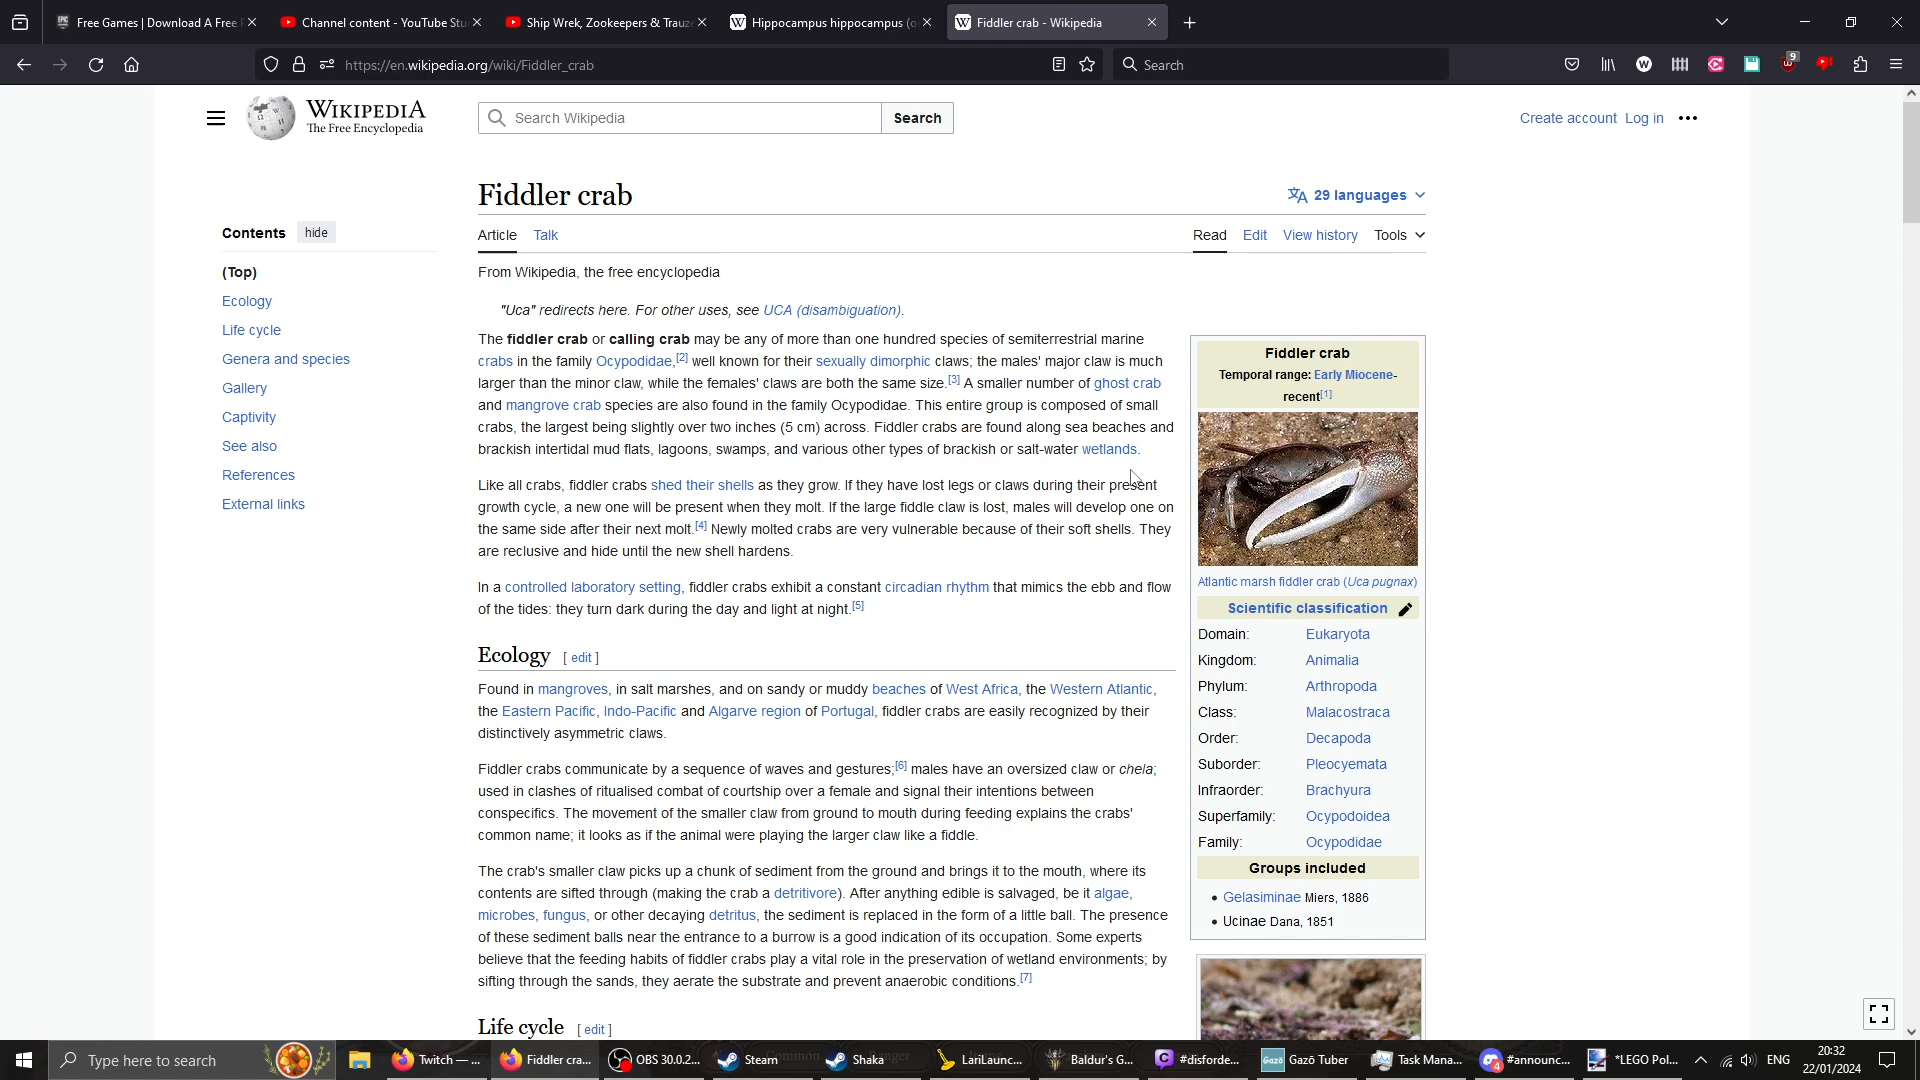 Free Games | Download A Free
Channel content - YouTube Stu
Ship Wrek, Zookeepers & Trauz
Hippocampus hippocampus (o
Fiddler crab - Wikipedia
https://en.wikipedia.org/wiki/Fiddler_crab
Search
9
WIKIPEDIA
The Free Encyclopedia
Search Wikipedia
Search
Create account Log in
Fiddler crab
29 languages
Contents hide
Article Talk
Read Edit View history Tools
(Top)
Ecology
Life cycle
Genera and species
Gallery
Captivity
See also
References
External links
From Wikipedia, the free encyclopedia
"Uca" redirects here. For other uses, see UCA (disambiguation).
The fiddler crab or calling crab may be any of more than one hundred species of semiterrestrial marine
crabs in the family Ocypodidae,[2] well known for their sexually dimorphic claws; the males' major claw is much
larger than the minor claw, while the females' claws are both the same size.[3] A smaller number of ghost crab
and mangrove crab species are also found in the family Ocypodidae. This entire group is composed of small
crabs, the largest being slightly over two inches (5 cm) across. Fiddler crabs are found along sea beaches and
brackish intertidal mud flats, lagoons, swamps, and various other types of brackish or salt-water wetlands.
Like all crabs, fiddler crabs shed their shells as they grow. If they have lost legs or claws during their present
growth cycle, a new one will be present when they molt. If the large fiddle claw is lost, males will develop one on
the same side after their next molt.[4] Newly molted crabs are very vulnerable because of their soft shells. They
are reclusive and hide until the new shell hardens.
In a controlled laboratory setting, fiddler crabs exhibit a constant circadian rhythm that mimics the ebb and flow
of the tides: they turn dark during the day and light at night.[5]
Ecology [ edit ]
Found in mangroves, in salt marshes, and on sandy or muddy beaches of West Africa, the Western Atlantic,
the Eastern Pacific, Indo-Pacific and Algarve region of Portugal, fiddler crabs are easily recognized by their
distinctively asymmetric claws.
Fiddler crabs communicate by a sequence of waves and gestures;[6] males have an oversized claw or chela;
used in clashes of ritualised combat of courtship over a female and signal their intentions between
conspecifics. The movement of the smaller claw from ground to mouth during feeding explains the crabs'
common name; it looks as if the animal were playing the larger claw like a fiddle.
The crab's smaller claw picks up a chunk of sediment from the ground and brings it to the mouth, where its
contents are sifted through (making the crab a detritivore). After anything edible is salvaged, be it algae,
microbes, fungus, or other decaying detritus, the sediment is replaced in the form of a little ball. The presence
of these sediment balls near the entrance to a burrow is a good indication of its occupation. Some experts
believe that the feeding habits of fiddler crabs play a vital role in the preservation of wetland environments; by
sifting through the sands, they aerate the substrate and prevent anaerobic conditions.[7]
Life cycle [ edit ]
Fiddler crab
Temporal range: Early Miocene-
recent[1]
Atlantic marsh fiddler crab (Uca pugnax)
Scientific classification
Domain: Eukaryota
Kingdom: Animalia
Phylum: Arthropoda
Class: Malacostraca
Order: Decapoda
Suborder: Pleocyemata
Infraorder: Brachyura
Superfamily: Ocypodoidea
Family: Ocypodidae
Groups included
• Gelasiminae Miers, 1886
• Ucinae Dana, 1851
Type here to search
Twitch — ...
Fiddler cra...
OBS 30.0.2...
Steam
Shaka
LariLaunc...
Baldur's G...
#disforde...
Gazō Tuber
Task Mana...
#announc...
*LEGO Pol...
ENG
20:32
22/01/2024